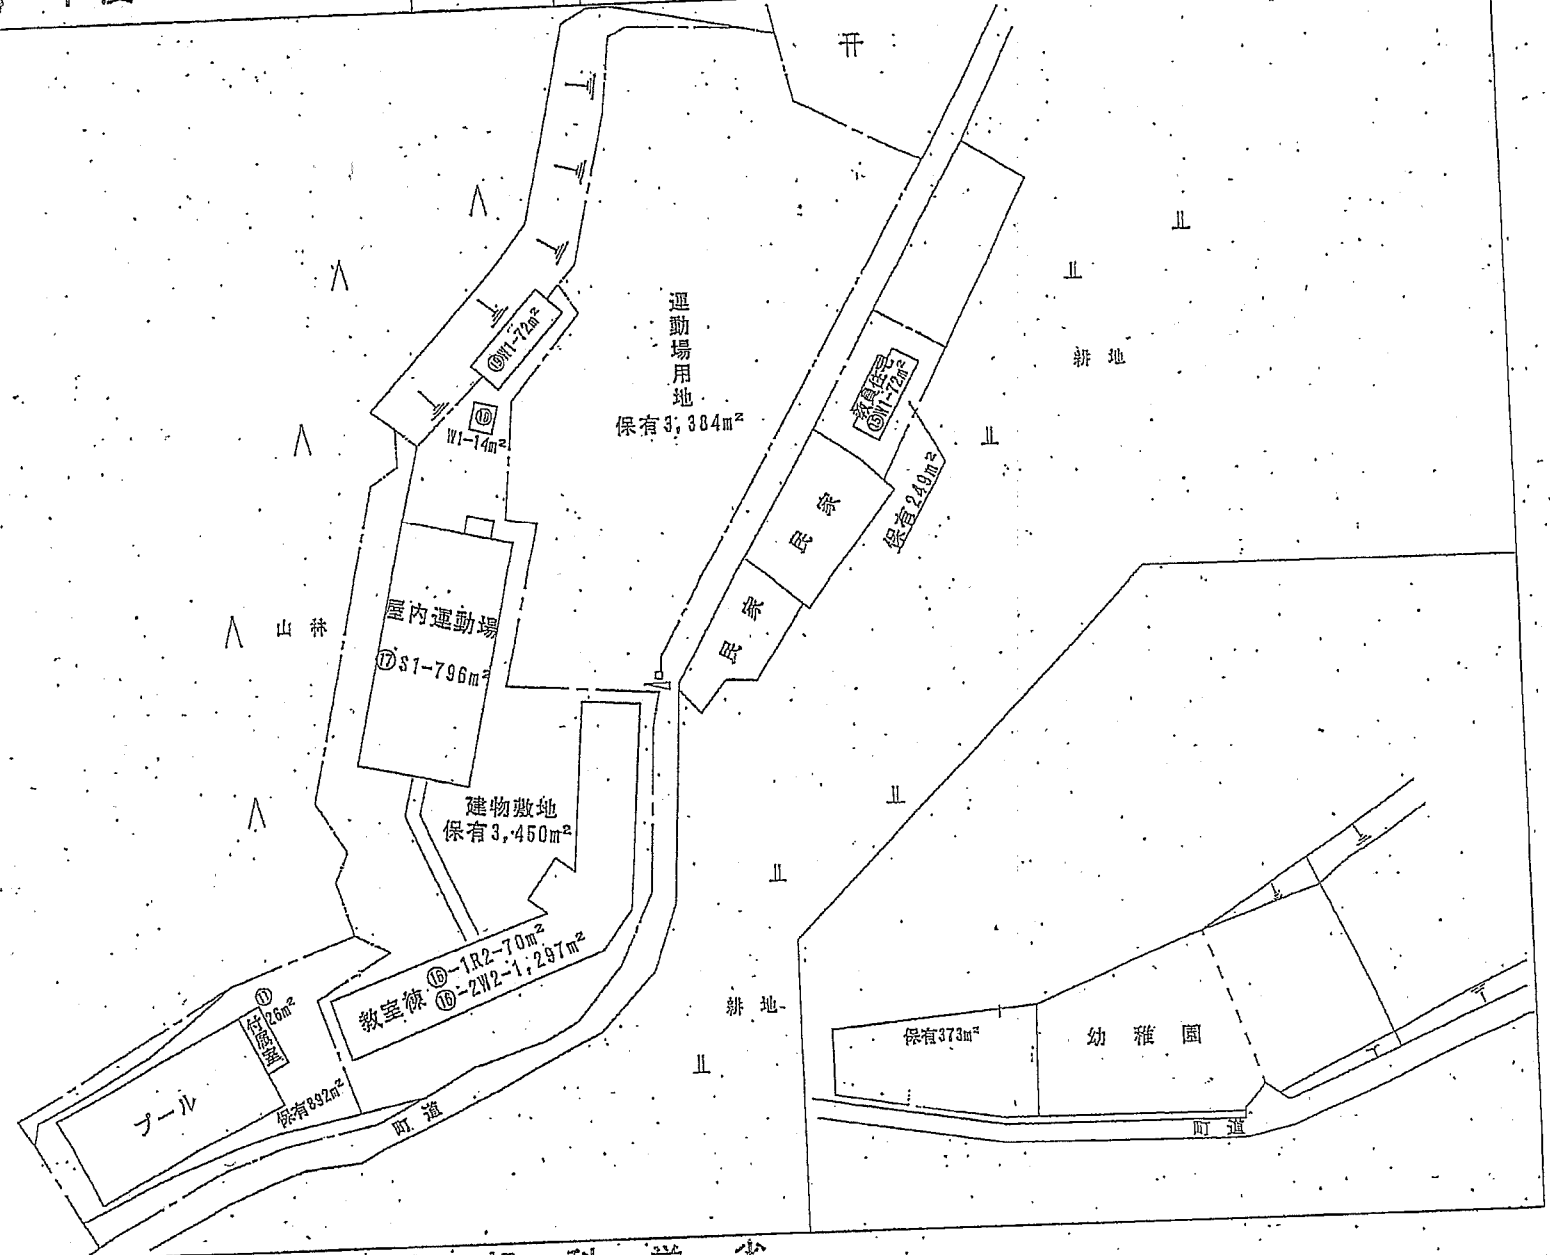 運動場用地
保有3,384m²
⑲W1-72m²
W1-14m²
教員住宅
⑮W1-72m²
保有249m²
耕地
民家
民家
山林
屋内運動場
⑰S1-796m²
建物敷地
保有3,450m²
教室棟
⑯-1R2-70m²
⑯-2W2-1,297m²
⑪
26m²
付属室
プール
保有892m²
町道
耕地
保有373m²
幼稚園
町道